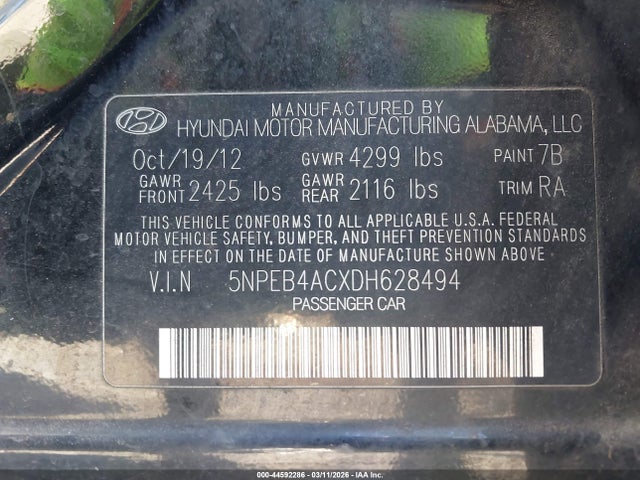 MANUFACTURED BY
HYUNDAI MOTOR MANUFACTURING ALABAMA, LLC
Oct/19/12 GVWR 4299 lbs PAINT 7B
GAWR FRONT 2425 lbs GAWR REAR 2116 lbs TRIM RA
THIS VEHICLE CONFORMS TO ALL APPLICABLE U.S.A. FEDERAL
MOTOR VEHICLE SAFETY, BUMPER, AND THEFT PREVENTION STANDARDS
IN EFFECT ON THE DATE OF MANUFACTURE SHOWN ABOVE
V.I.N 5NPEB4ACXDH628494
PASSENGER CAR
000-44592286 - 03/11/2026 - IAA Inc.